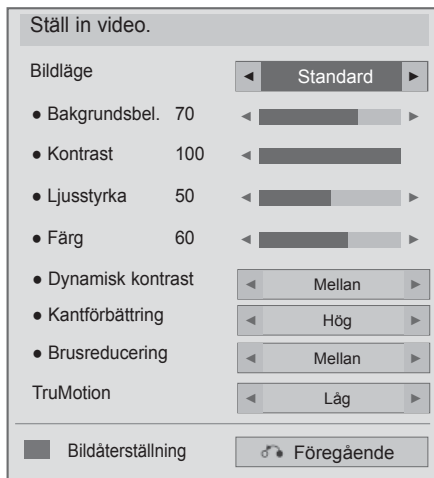 Ställ in video.
Bildläge ◄ Standard ►
● Bakgrundsbel. 70 ◄ ►
● Kontrast 100 ◄
● Ljusstyrka 50 ◄ ►
● Färg 60 ◄ ►
● Dynamisk kontrast ◄ Mellan ►
● Kantförbättring ◄ Hög ►
● Brusreducering ◄ Mellan ►
TruMotion ◄ Låg ►
Bildåterställning Föregående